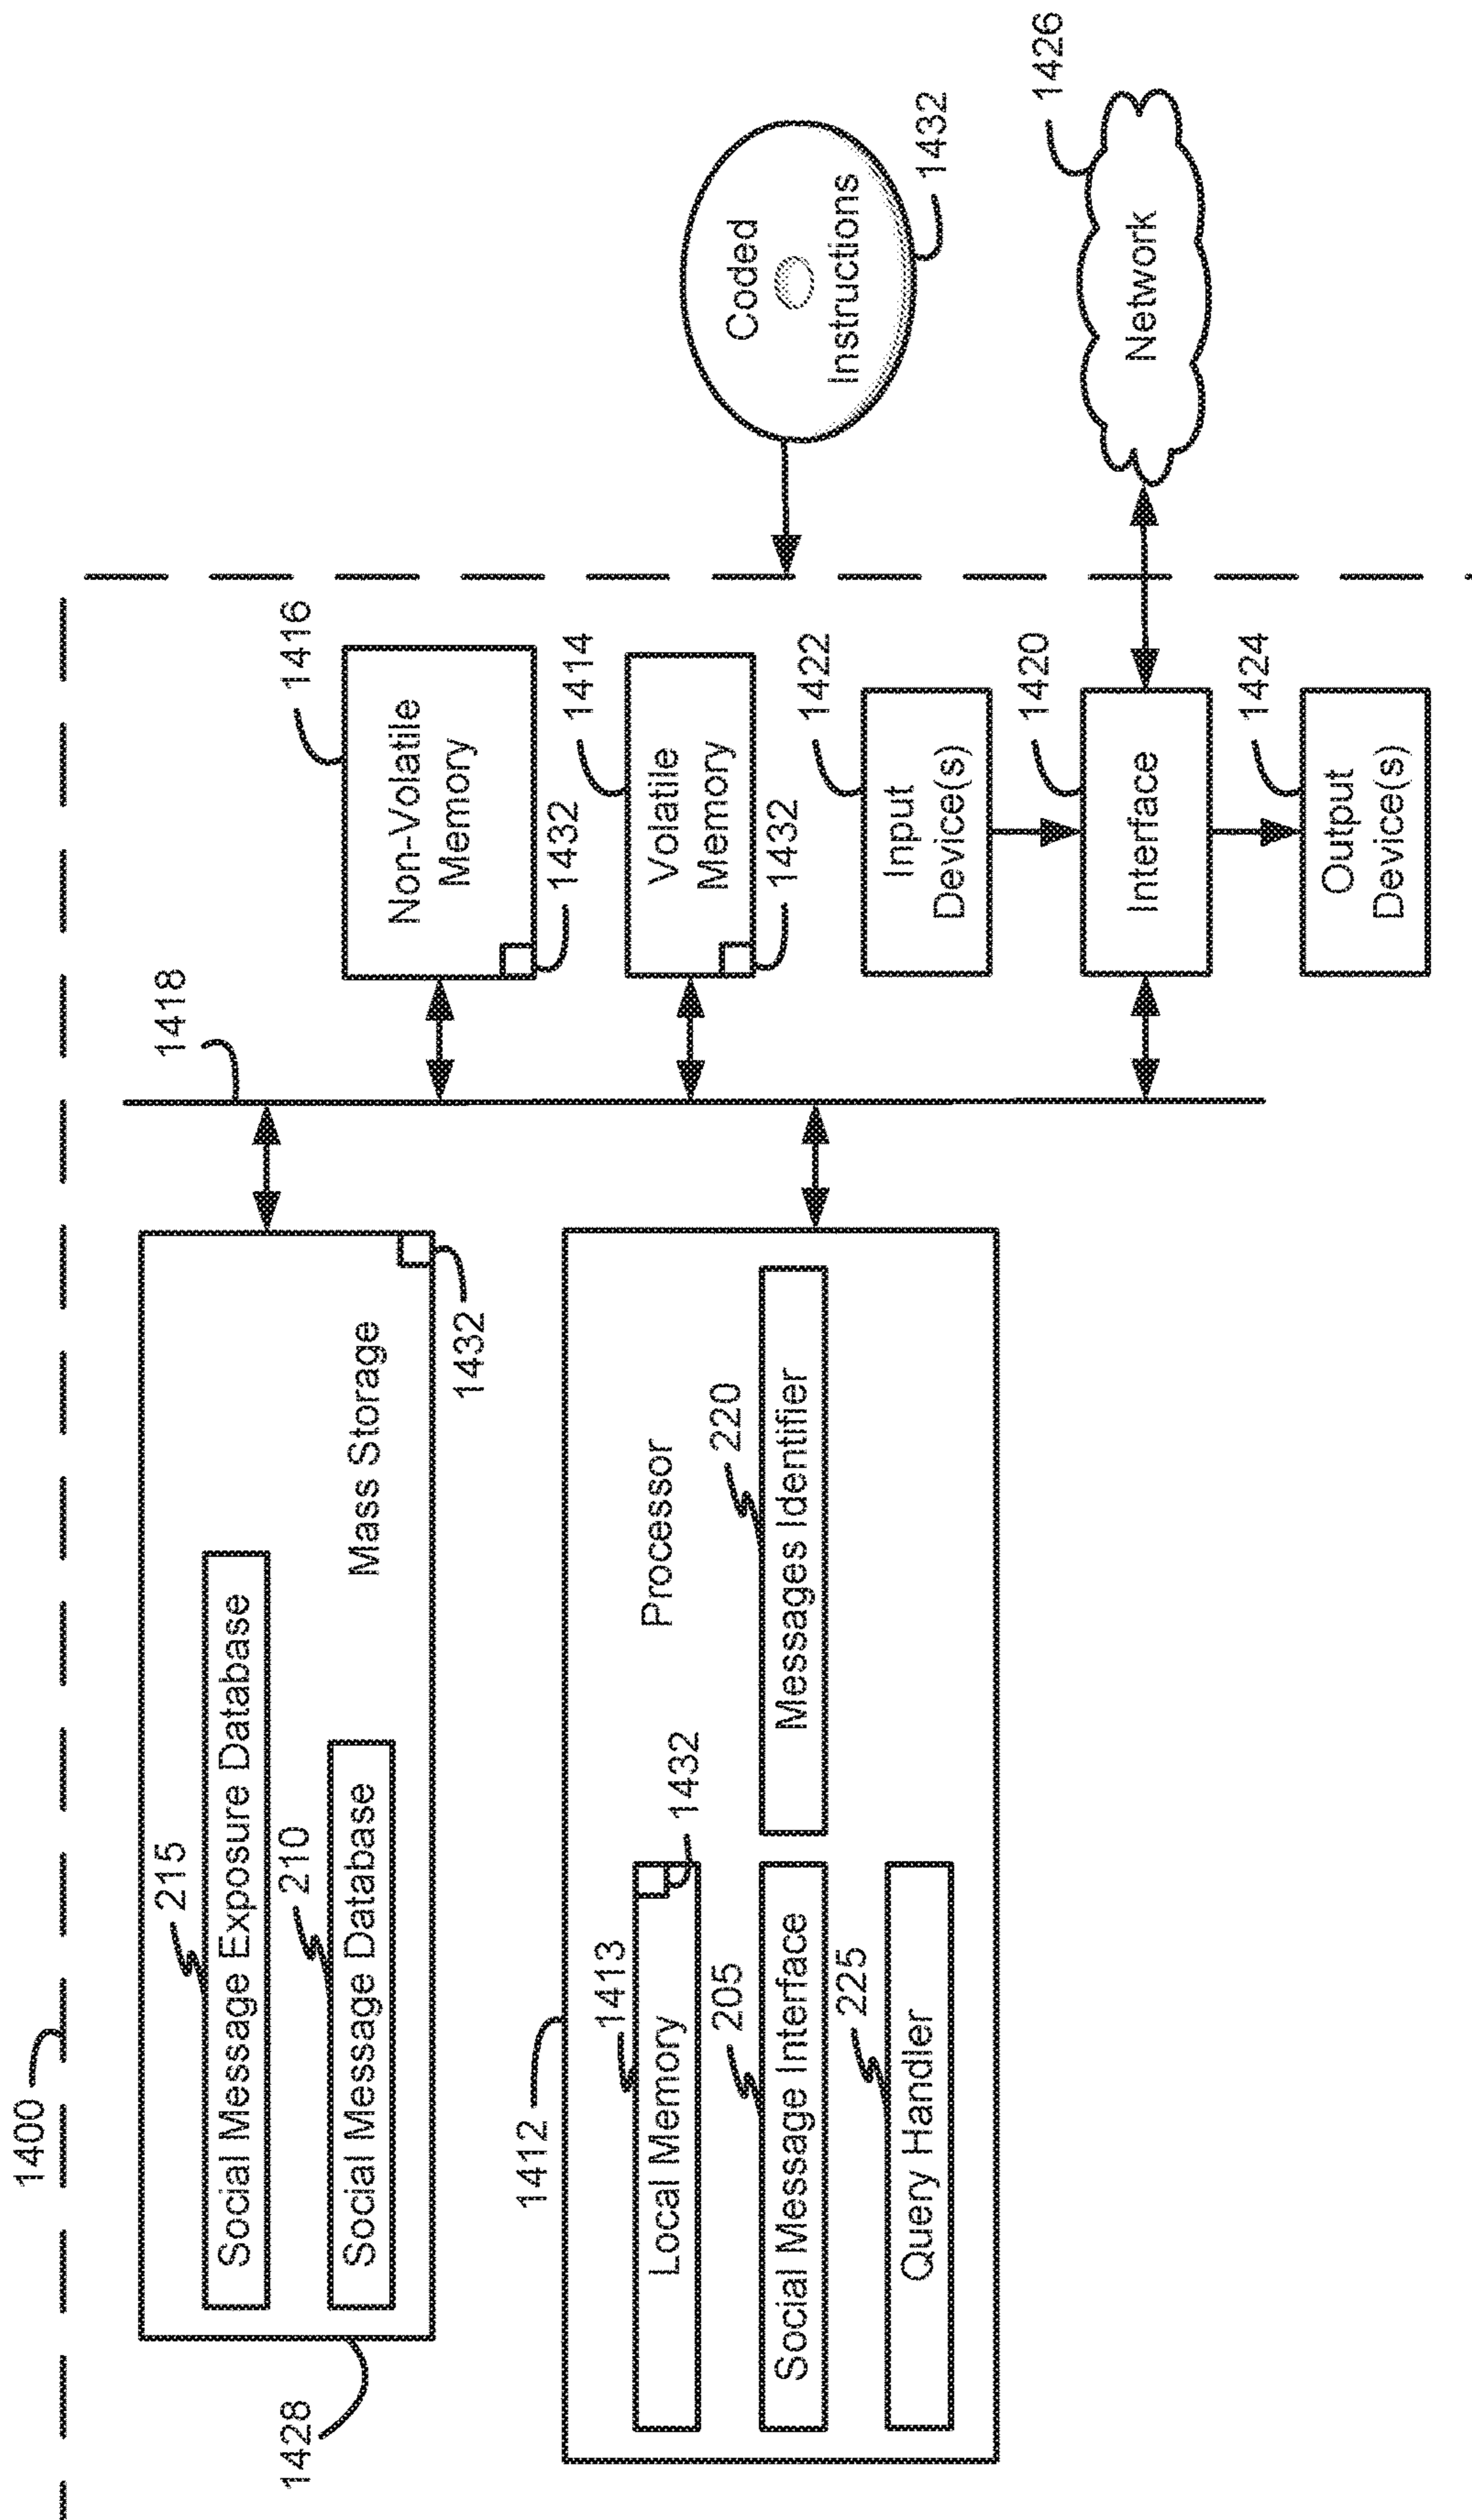 1400
1428
215
Social Message Exposure Database
210
Social Message Database
Mass Storage
1432
1412
1413
Local Memory
1432
Processor
205
Social Message Interface
220
Messages Identifier
225
Query Handler
1418
1416
Non-Volatile
Memory
1432
1414
Volatile
Memory
1432
1422
Input
Device(s)
1420
Interface
1424
Output
Device(s)
Coded
Instructions
1432
1426
Network